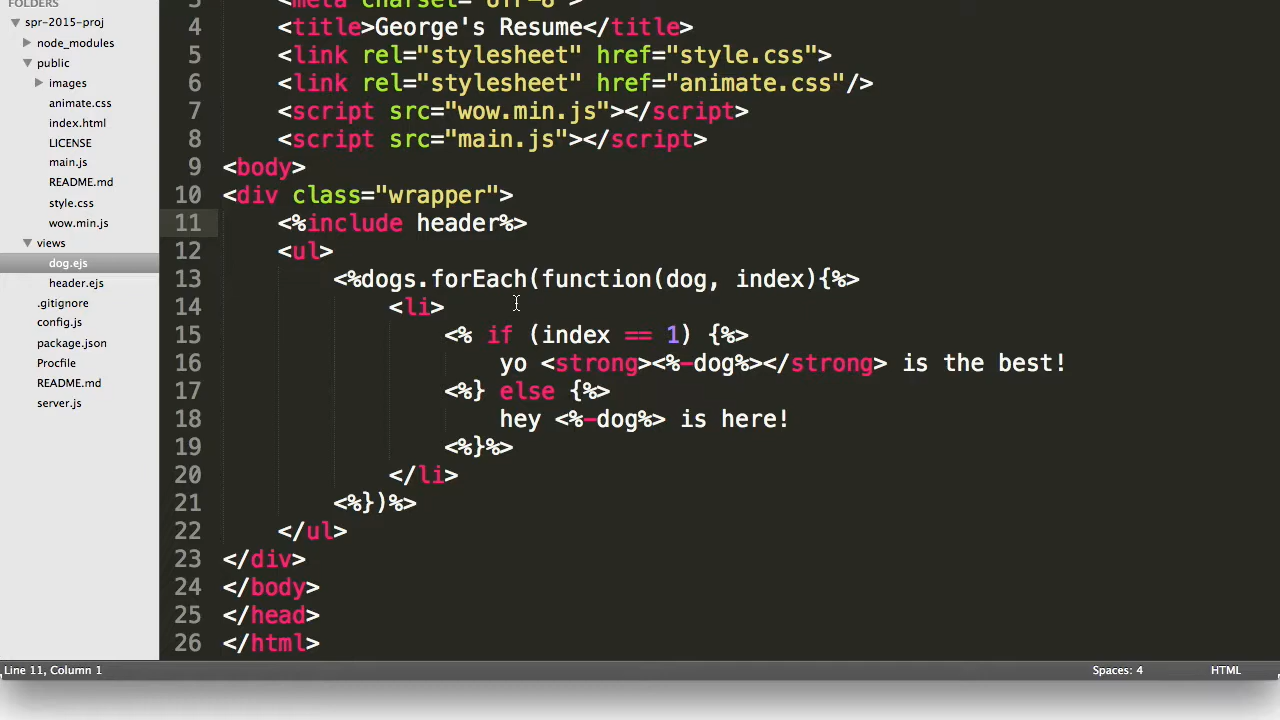 FOLDERS
spr-2015-proj
node_modules
public
images
animate.css
index.html
LICENSE
main.js
README.md
style.css
wow.min.js
views
dog.ejs
header.ejs
.gitignore
config.js
package.json
Procfile
README.md
server.js
3 <meta charset="utf-8"
4 <title>George's Resume</title>
5 <link rel="stylesheet" href="style.css">
6 <link rel="stylesheet" href="animate.css"/>
7 <script src="wow.min.js"></script>
8 <script src="main.js"></script>
9 <body>
10 <div class="wrapper">
11 <%include header%>
12 <ul>
13 <%dogs.forEach(function(dog, index){%>
14 <li>
15 <% if (index == 1) {%>
16 yo <strong><%-dog%></strong> is the best!
17 <%} else {%>
18 hey <%-dog%> is here!
19 <%}%>
20 </li>
21 <%})%>
22 </ul>
23 </div>
24 </body>
25 </head>
26 </html>
Line 11, Column 1
Spaces: 4
HTML